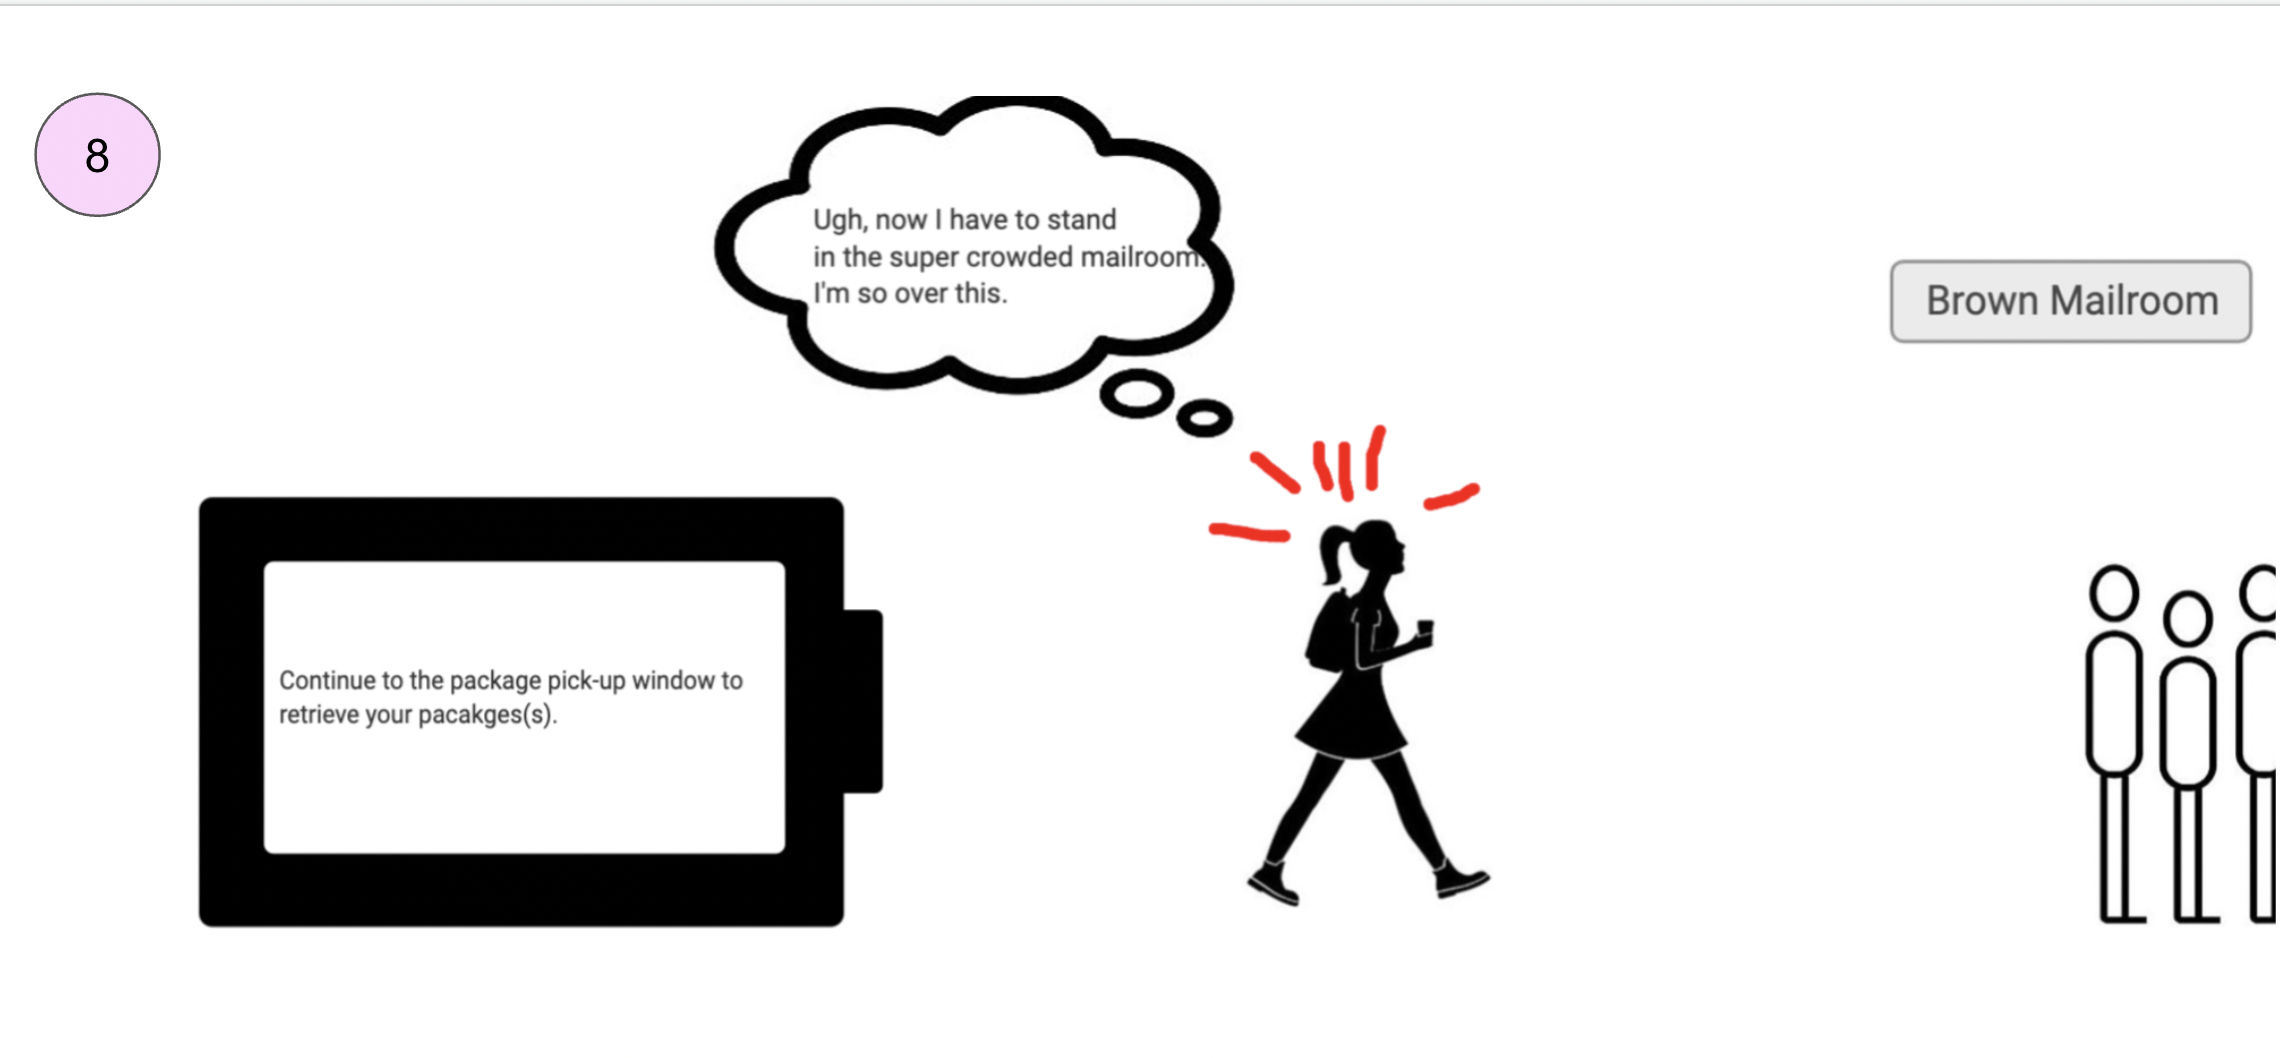 8
Ugh, now I have to stand
in the super crowded mailroom.
I'm so over this.
Brown Mailroom
Continue to the package pick-up window to
retrieve your pacakges(s).